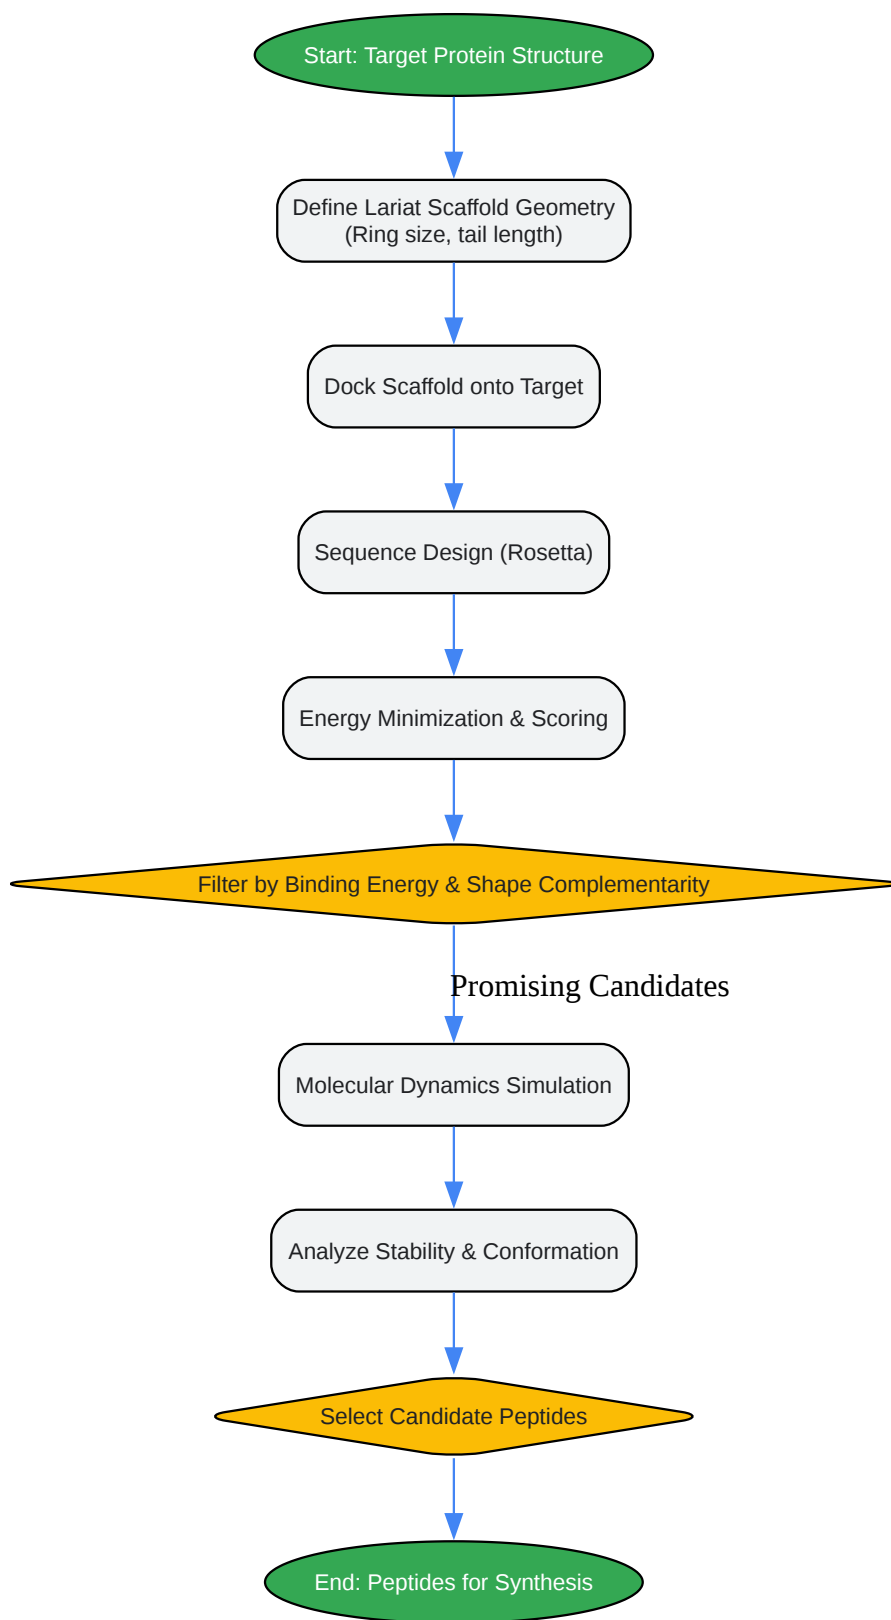 Start: Target Protein Structure
Define Lariat Scaffold Geometry
(Ring size, tail length)
Dock Scaffold onto Target
Sequence Design (Rosetta)
Energy Minimization & Scoring
Filter by Binding Energy & Shape Complementarity
Promising Candidates
Molecular Dynamics Simulation
Analyze Stability & Conformation
Select Candidate Peptides
End: Peptides for Synthesis